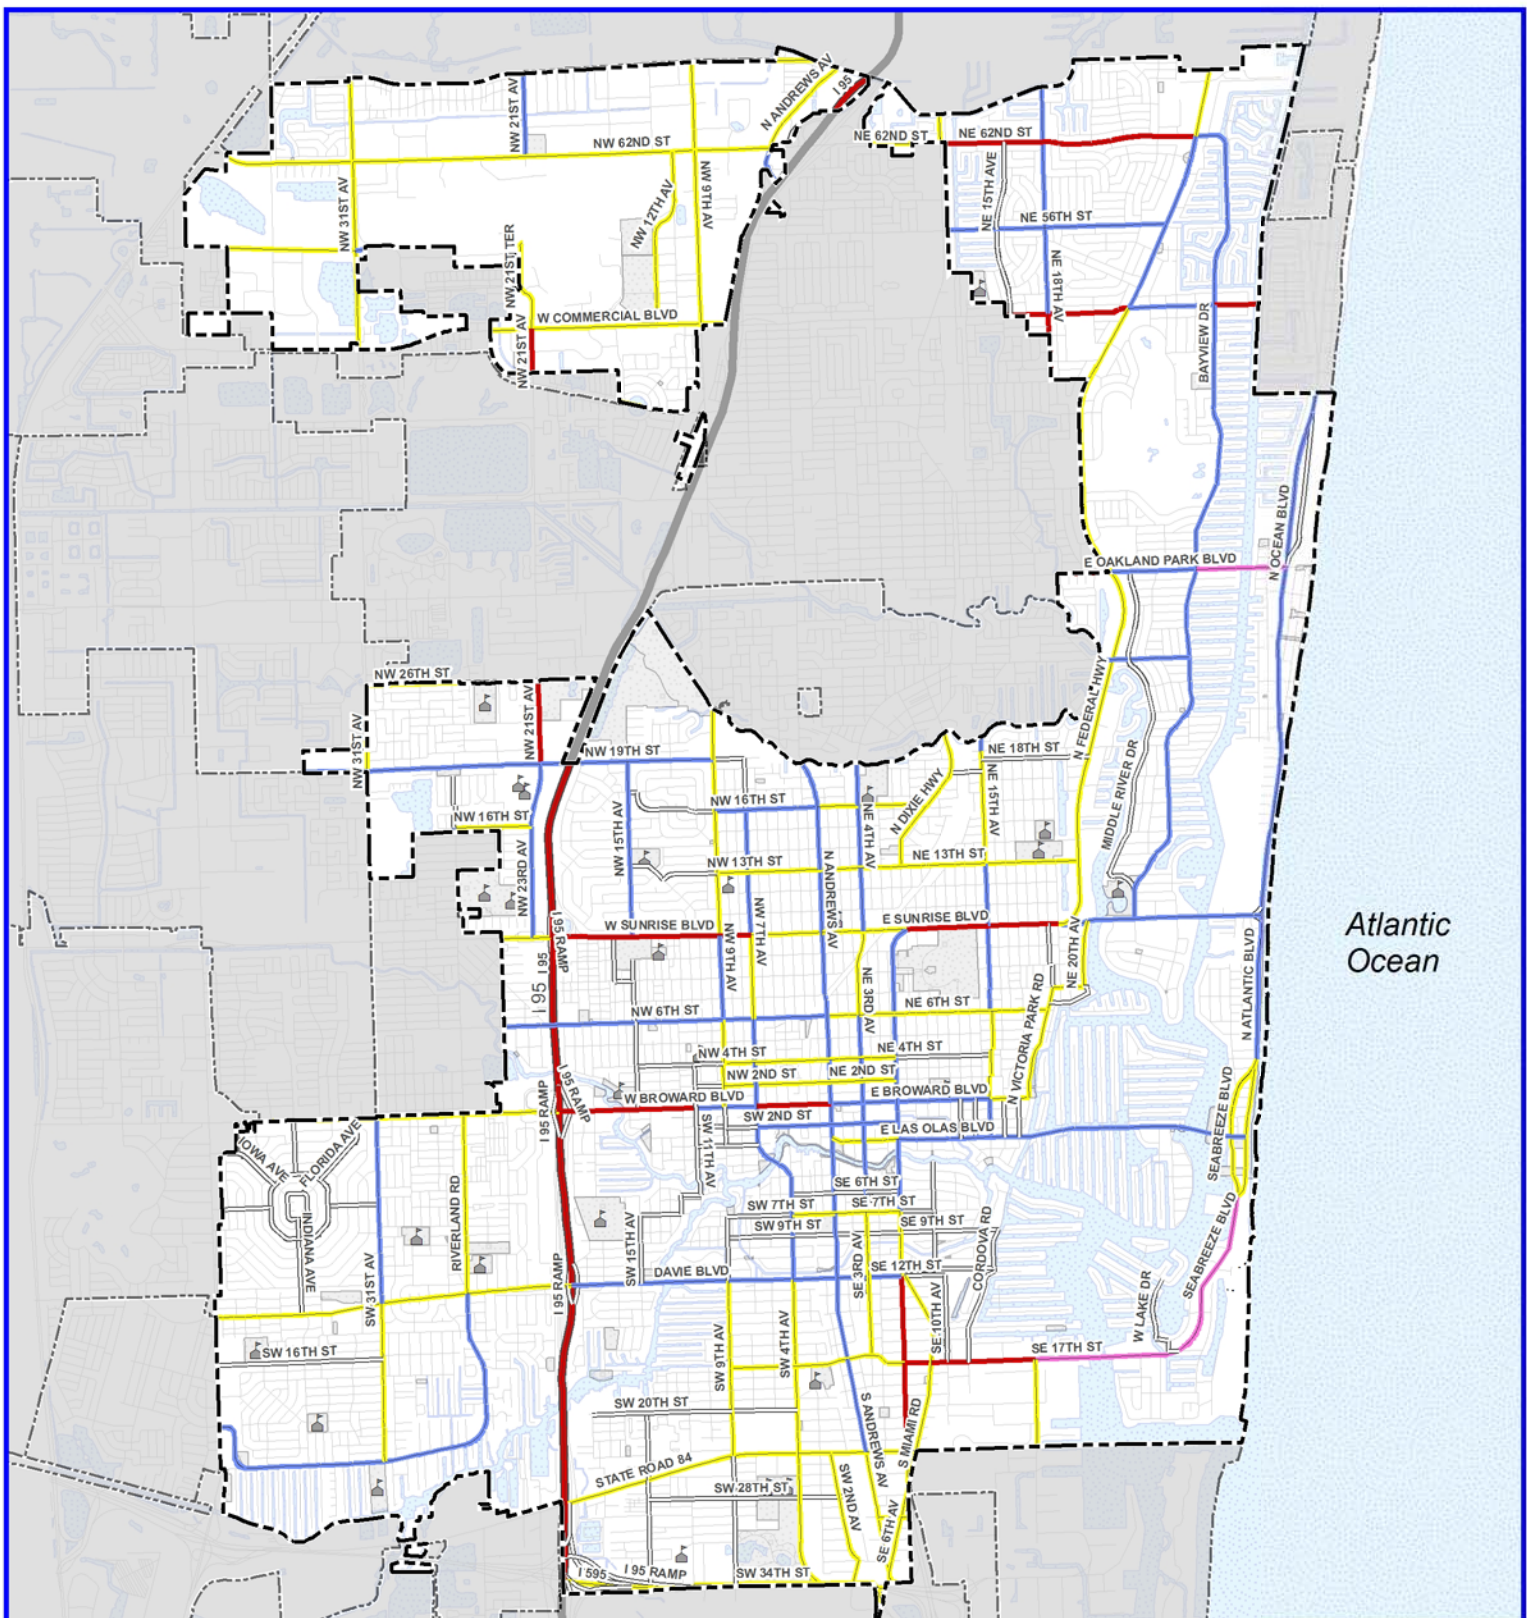 N ANDREWS AV
I 95
NW 21ST AV
NW 62ND ST
NE 62ND ST
NE 62ND ST
NE 15TH AVE
NW 31ST AV
NW 12TH AV
NW 9TH AV
NE 56TH ST
NW 21ST TER
NE 18TH AV
W COMMERCIAL BLVD
NW 21ST AV
BAYVIEW DR
N OCEAN BLVD
E OAKLAND PARK BLVD
NW 26TH ST
NW 31ST AV
NW 21ST AV
NW 19TH ST
N FEDERAL HWY
NE 18TH ST
NE 15TH AV
N DIXIE HWY
MIDDLE RIVER DR
NW 16TH ST
NW 16TH ST
NW 15TH AV
NE 4TH AV
NW 13TH ST
NE 13TH ST
NW 23RD AV
N ANDREWS AV
W SUNRISE BLVD
E SUNRISE BLVD
NW 7TH AV
NW 9TH AV
NE 20TH AV
Atlantic
Ocean
I 95 RAMP
I 95
I 95
NE 3RD AV
N ATLANTIC BLVD
NW 6TH ST
NE 6TH ST
N VICTORIA PARK RD
NW 4TH ST
NE 4TH ST
NW 2ND ST
NE 2ND ST
I 95 RAMP
I 95 RAMP
W BROWARD BLVD
E BROWARD BLVD
SW 2ND ST
E LAS OLAS BLVD
SEABREEZE BLVD
IOWA AVE
FLORIDA AVE
SW 11TH AV
RIVERLAND RD
SE 6TH ST
SW 7TH ST
SE 7TH ST
SW 9TH ST
SE 9TH ST
INDIANA AVE
SW 15TH AV
CORDOVA RD
SEABREEZE BLVD
SW 31ST AV
I 95 RAMP
DAVIE BLVD
SE 3RD AV
SE 12TH ST
SE 10TH AV
W LAKE DR
SW 16TH ST
SW 9TH AV
SW 4TH AV
SE 17TH ST
SW 20TH ST
S ANDREWS AV
S MIAMI RD
STATE ROAD 84
SW 28TH ST
SW 2ND AV
SE 6TH AV
I 595
I 95 RAMP
SW 34TH ST